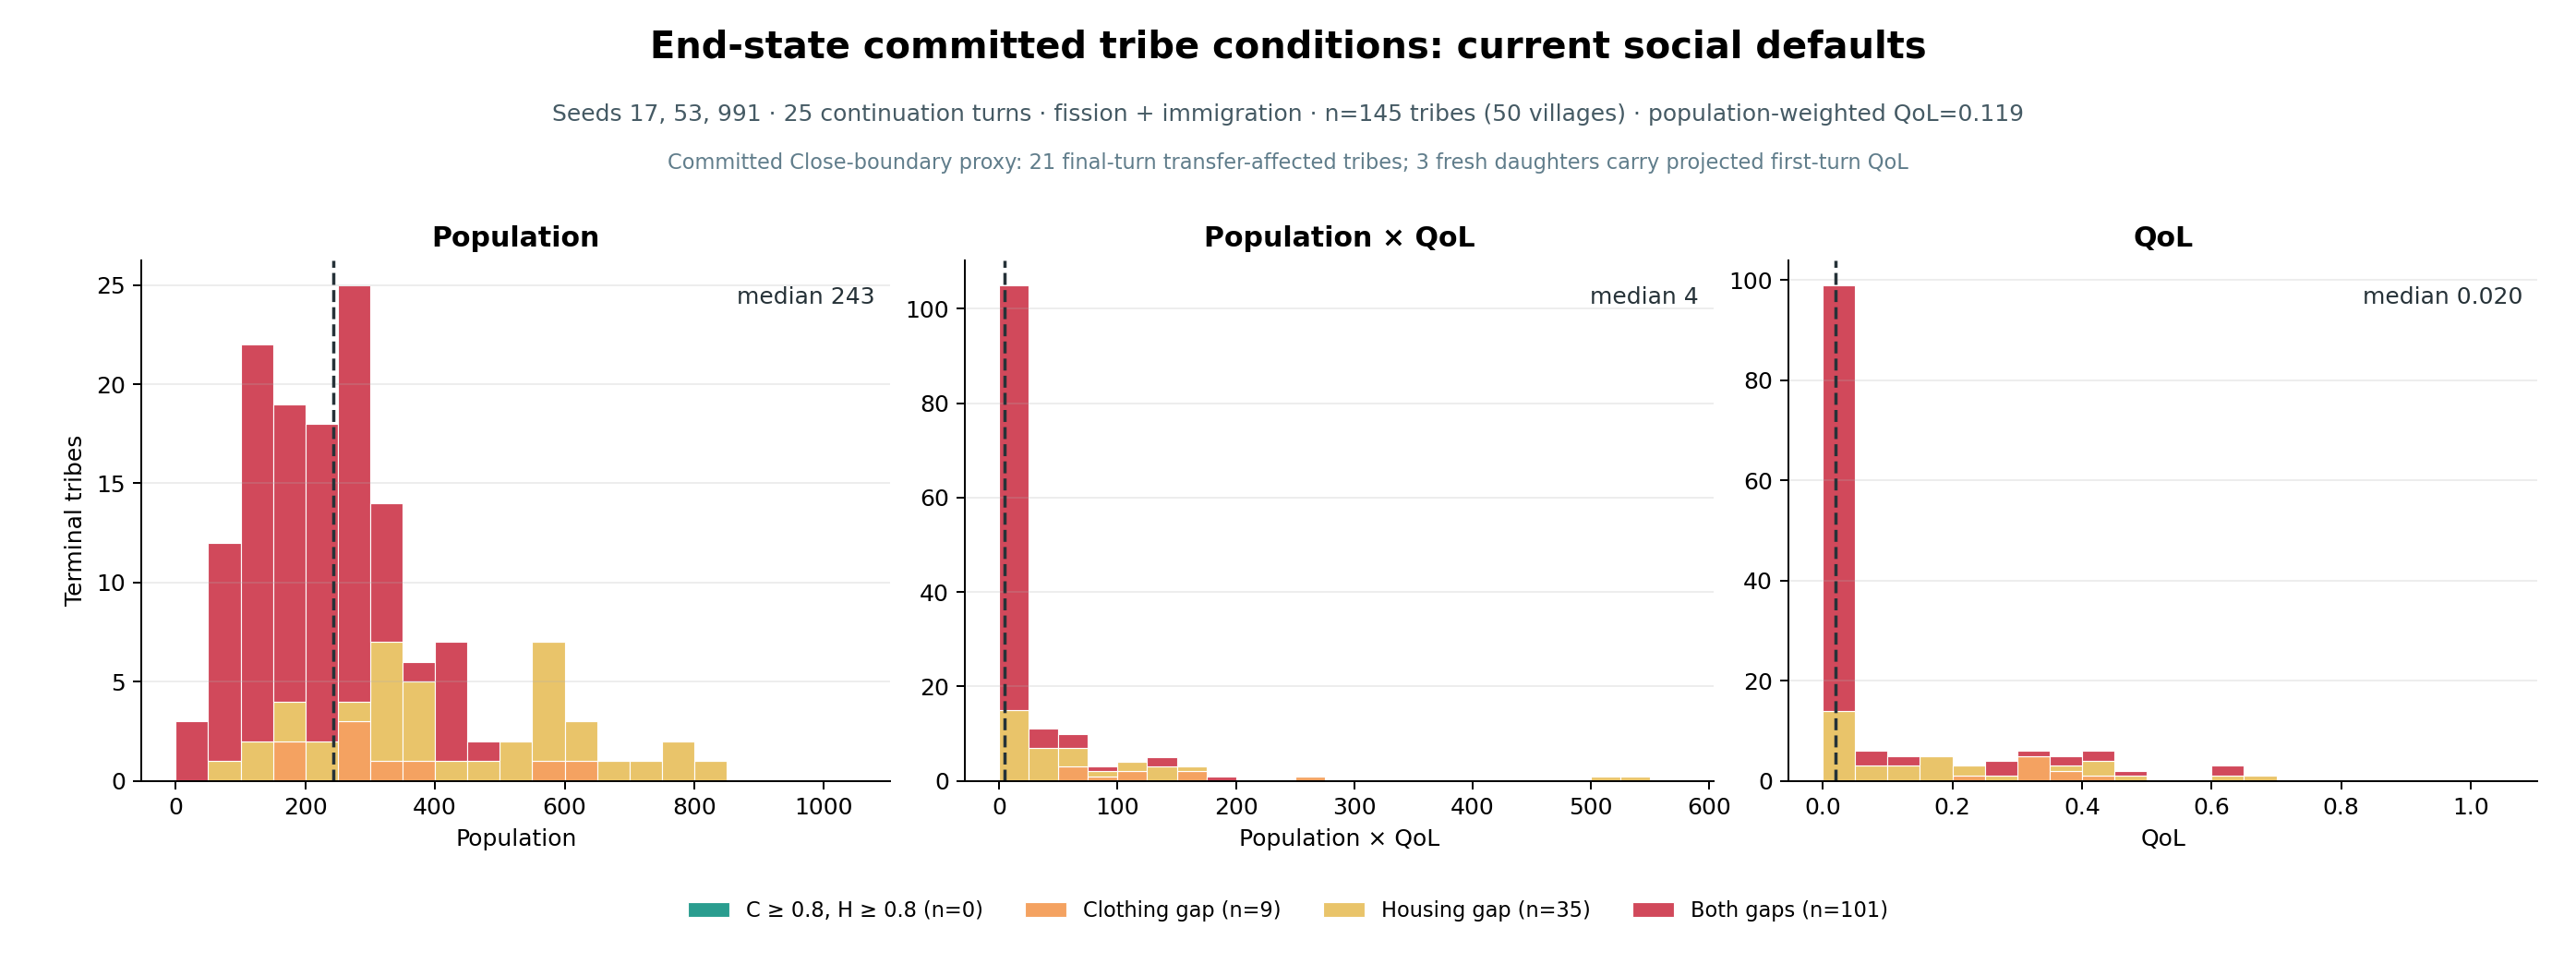 End-state committed tribe conditions: current social defaults
Seeds 17, 53, 991 · 25 continuation turns · fission + immigration · n=145 tribes (50 villages) · population-weighted QoL=0.119
Committed Close-boundary proxy: 21 final-turn transfer-affected tribes; 3 fresh daughters carry projected first-turn QoL
Population
median 243
Terminal tribes
25
20
15
10
5
0
0 200 400 600 800 1000
Population
Population × QoL
median 4
100
80
60
40
20
0
0 100 200 300 400 500 600
Population × QoL
QoL
median 0.020
100
80
60
40
20
0
0.0 0.2 0.4 0.6 0.8 1.0
QoL
C ≥ 0.8, H ≥ 0.8 (n=0) Clothing gap (n=9) Housing gap (n=35) Both gaps (n=101)